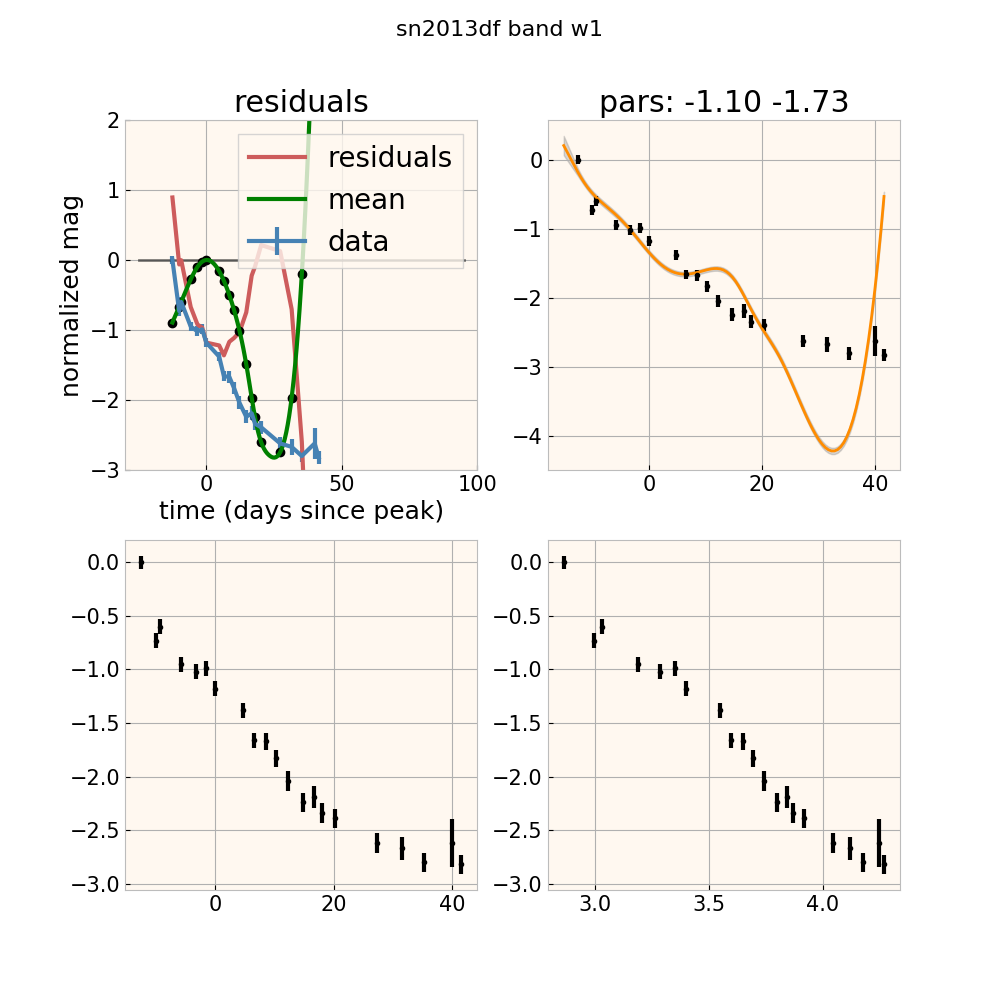 sn2013df band w1
residuals
pars: -1.10 -1.73
normalized mag
2
1
0
−1
−2
−3
residuals
mean
data
0 50 100
time (days since peak)
0
−1
−2
−3
−4
0 20 40
0.0
−0.5
−1.0
−1.5
−2.0
−2.5
−3.0
0 20 40
0.0
−0.5
−1.0
−1.5
−2.0
−2.5
−3.0
3.0 3.5 4.0